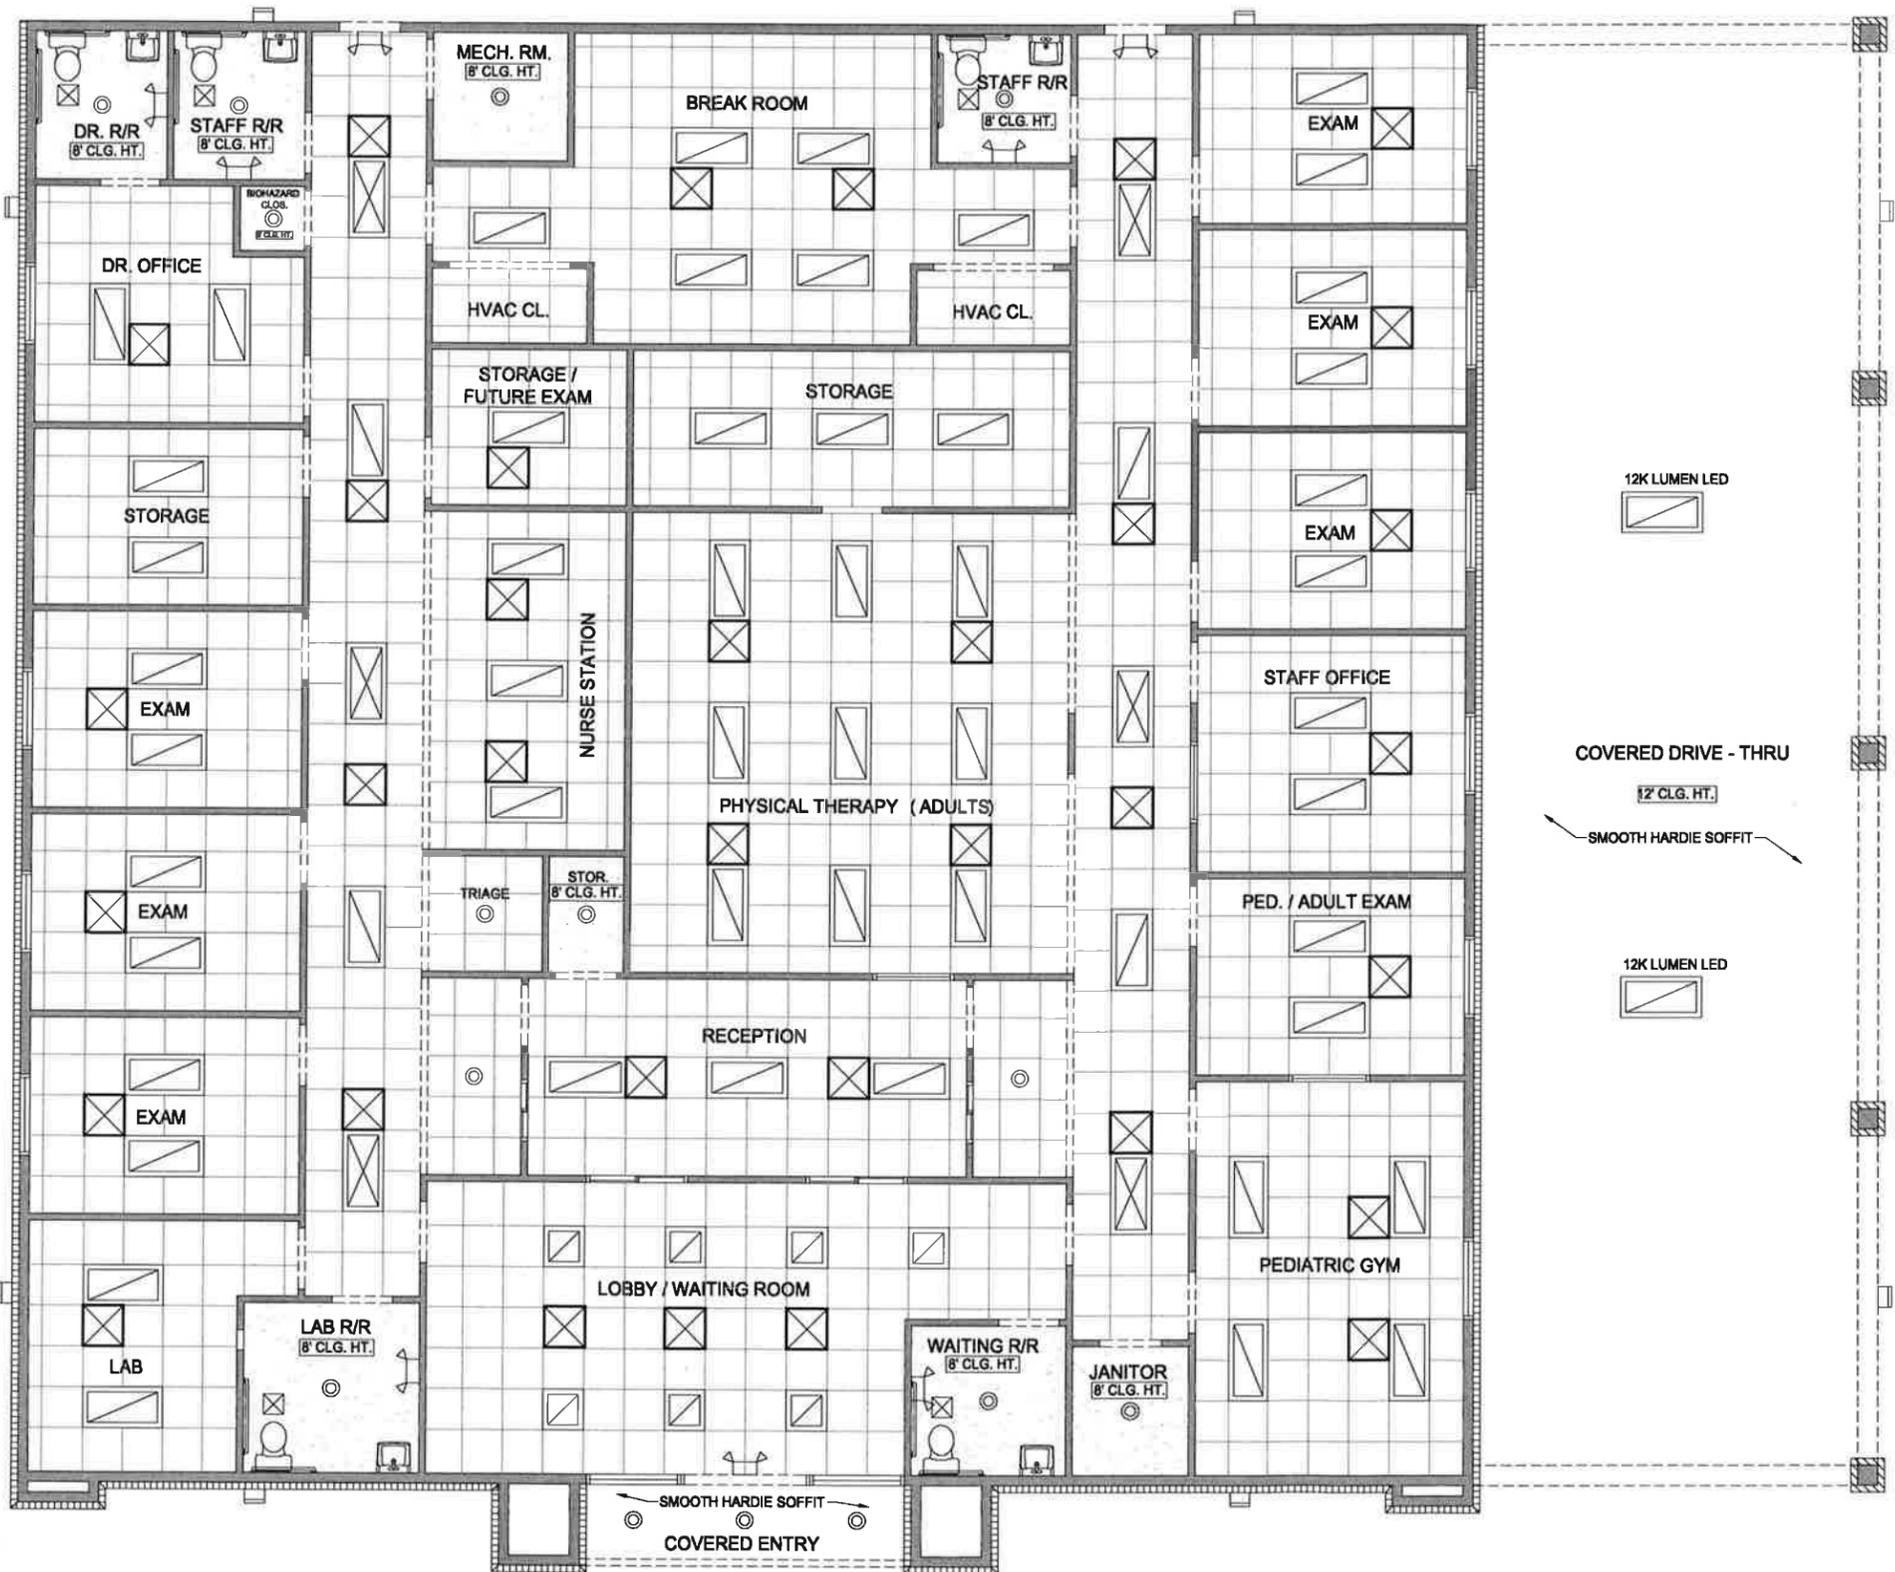 MECH. RM.
8' CLG. HT.
BREAK ROOM
STAFF R/R
8' CLG. HT.
DR. R/R
8' CLG. HT.
STAFF R/R
8' CLG. HT.
EXAM
BIOHAZARD
CLOS.
8' CLG. HT.
DR. OFFICE
HVAC CL.
HVAC CL.
EXAM
STORAGE /
FUTURE EXAM
STORAGE
12K LUMEN LED
STORAGE
EXAM
NURSE STATION
EXAM
STAFF OFFICE
COVERED DRIVE - THRU
12' CLG. HT.
SMOOTH HARDIE SOFFIT
PHYSICAL THERAPY ( ADULTS)
TRIAGE
STOR.
8' CLG. HT.
EXAM
PED. / ADULT EXAM
12K LUMEN LED
RECEPTION
EXAM
LOBBY / WAITING ROOM
PEDIATRIC GYM
LAB R/R
8' CLG. HT.
LAB
WAITING R/R
8' CLG. HT.
JANITOR
8' CLG. HT.
SMOOTH HARDIE SOFFIT
COVERED ENTRY